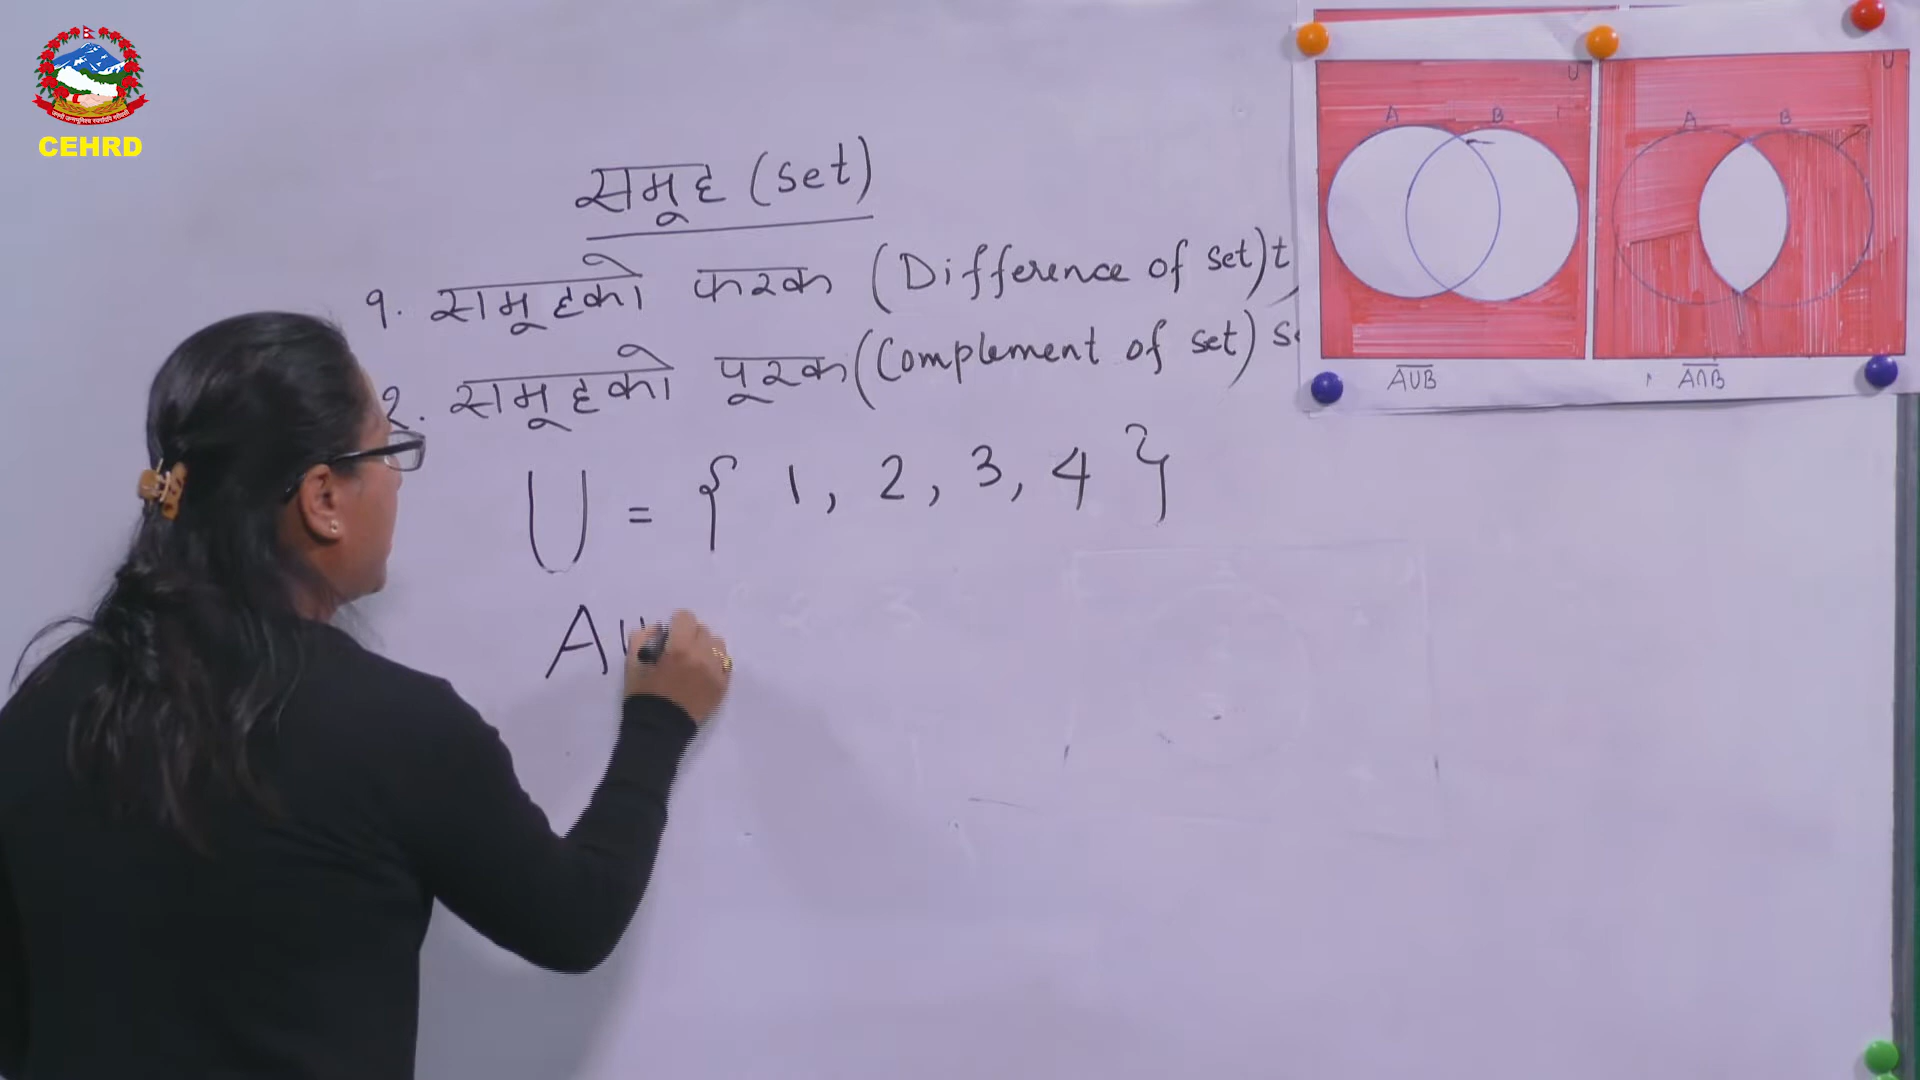 CEHRD
समूह (set)
१. समूहको फरक (Difference of set)t
२. समूहको पूरक (Complement of set)
U = { 1, 2, 3, 4 }
A
U
A B
A∪B
U
A B
A∩B